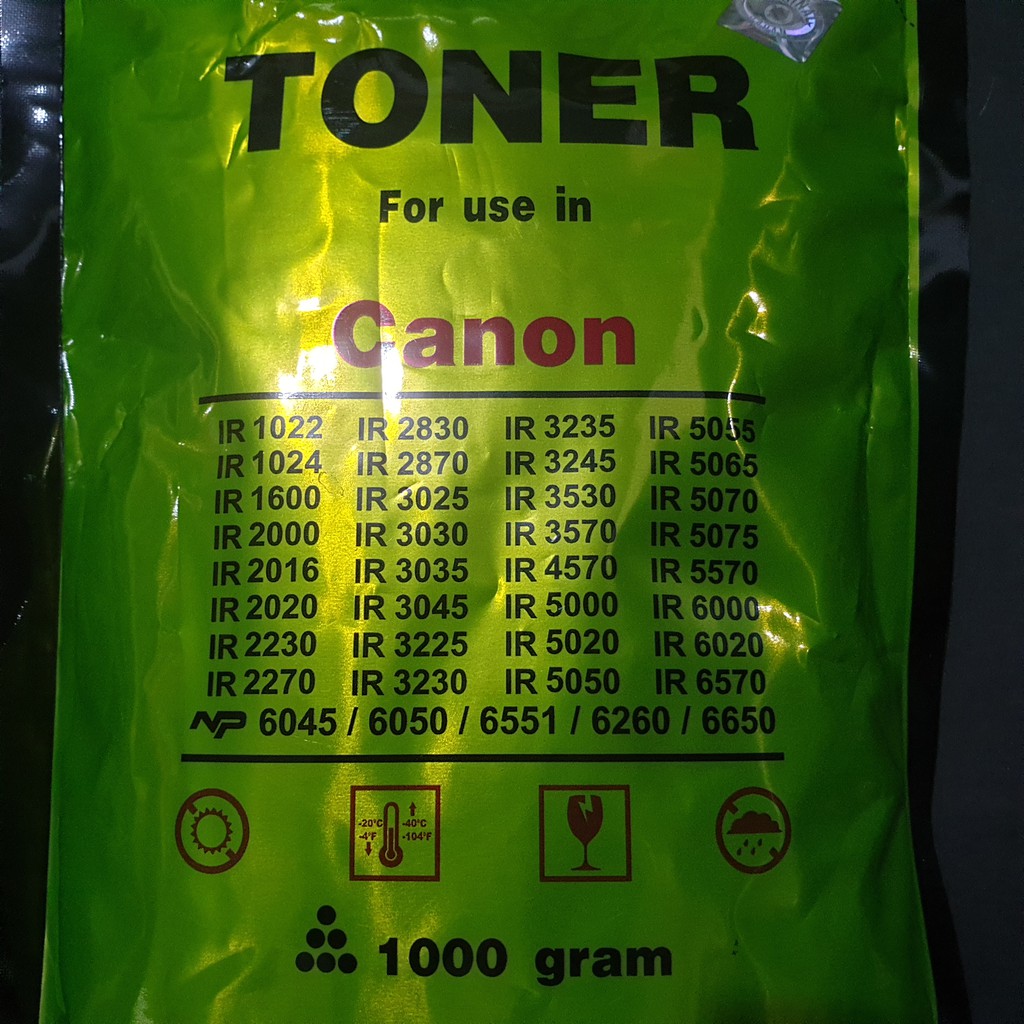 TONER
For use in
Canon
IR 1022 IR 2830 IR 3235 IR 5055
IR 1024 IR 2870 IR 3245 IR 5065
IR 1600 IR 3025 IR 3530 IR 5070
IR 2000 IR 3030 IR 3570 IR 5075
IR 2016 IR 3035 IR 4570 IR 5570
IR 2020 IR 3045 IR 5000 IR 6000
IR 2230 IR 3225 IR 5020 IR 6020
IR 2270 IR 3230 IR 5050 IR 6570
NP 6045 / 6050 / 6551 / 6260 / 6650
-20°C -40°C
-4°F -104°F
1000 gram